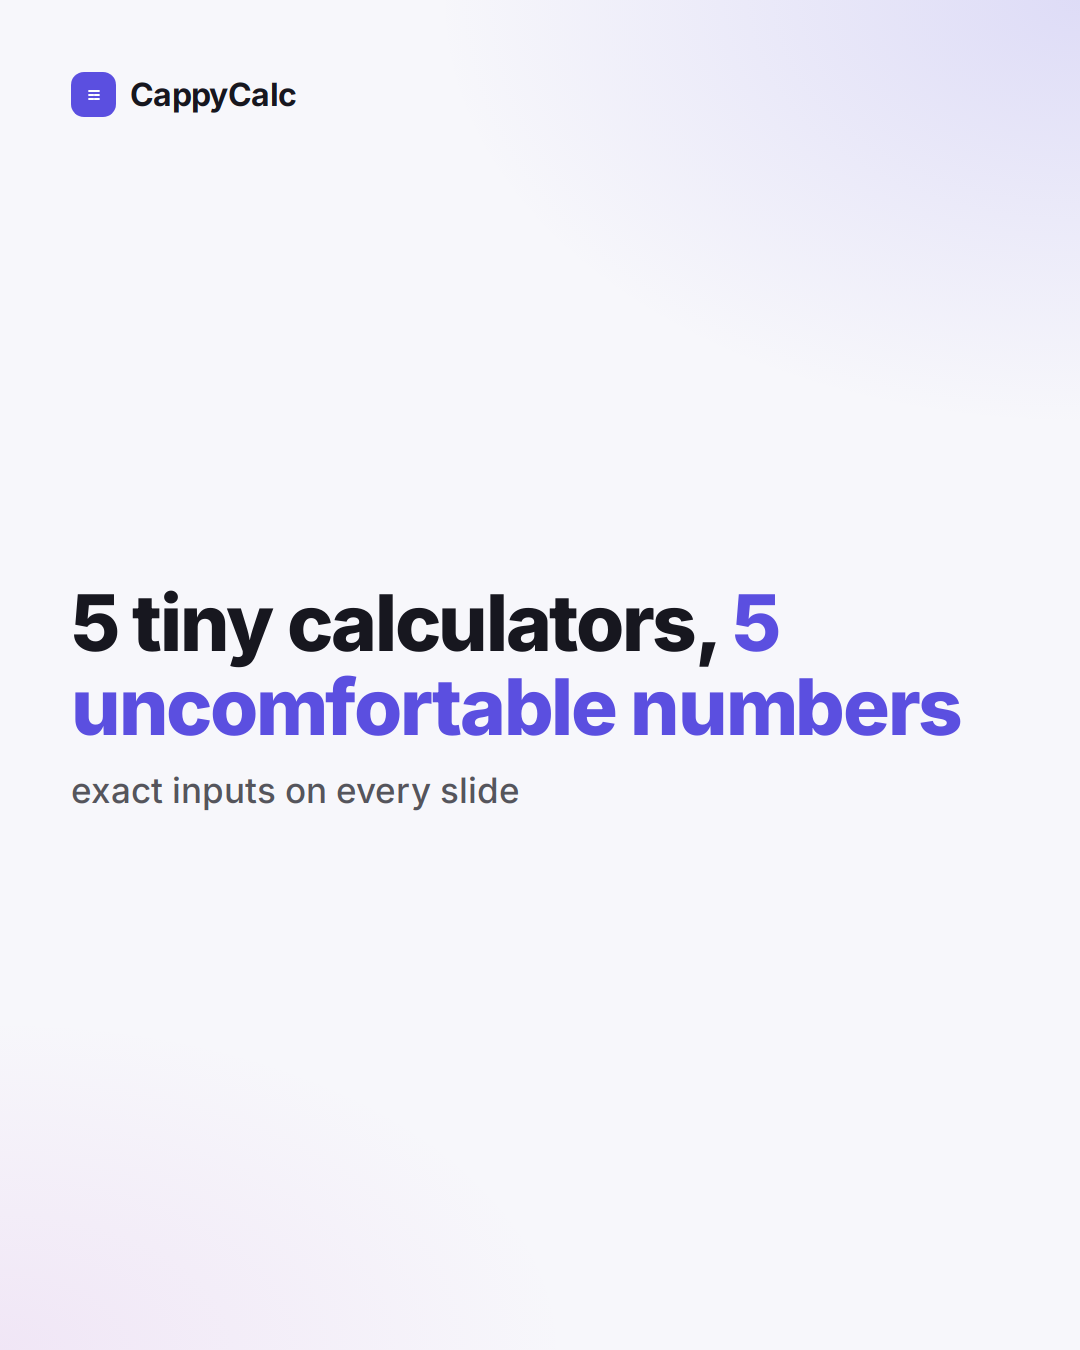 CappyCalc
5 tiny calculators, 5
uncomfortable numbers
exact inputs on every slide